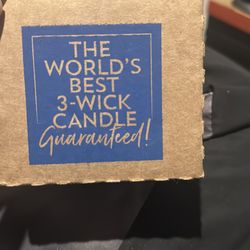 THE
WORLD'S
BEST
3-WICK
CANDLE
Guaranteed!